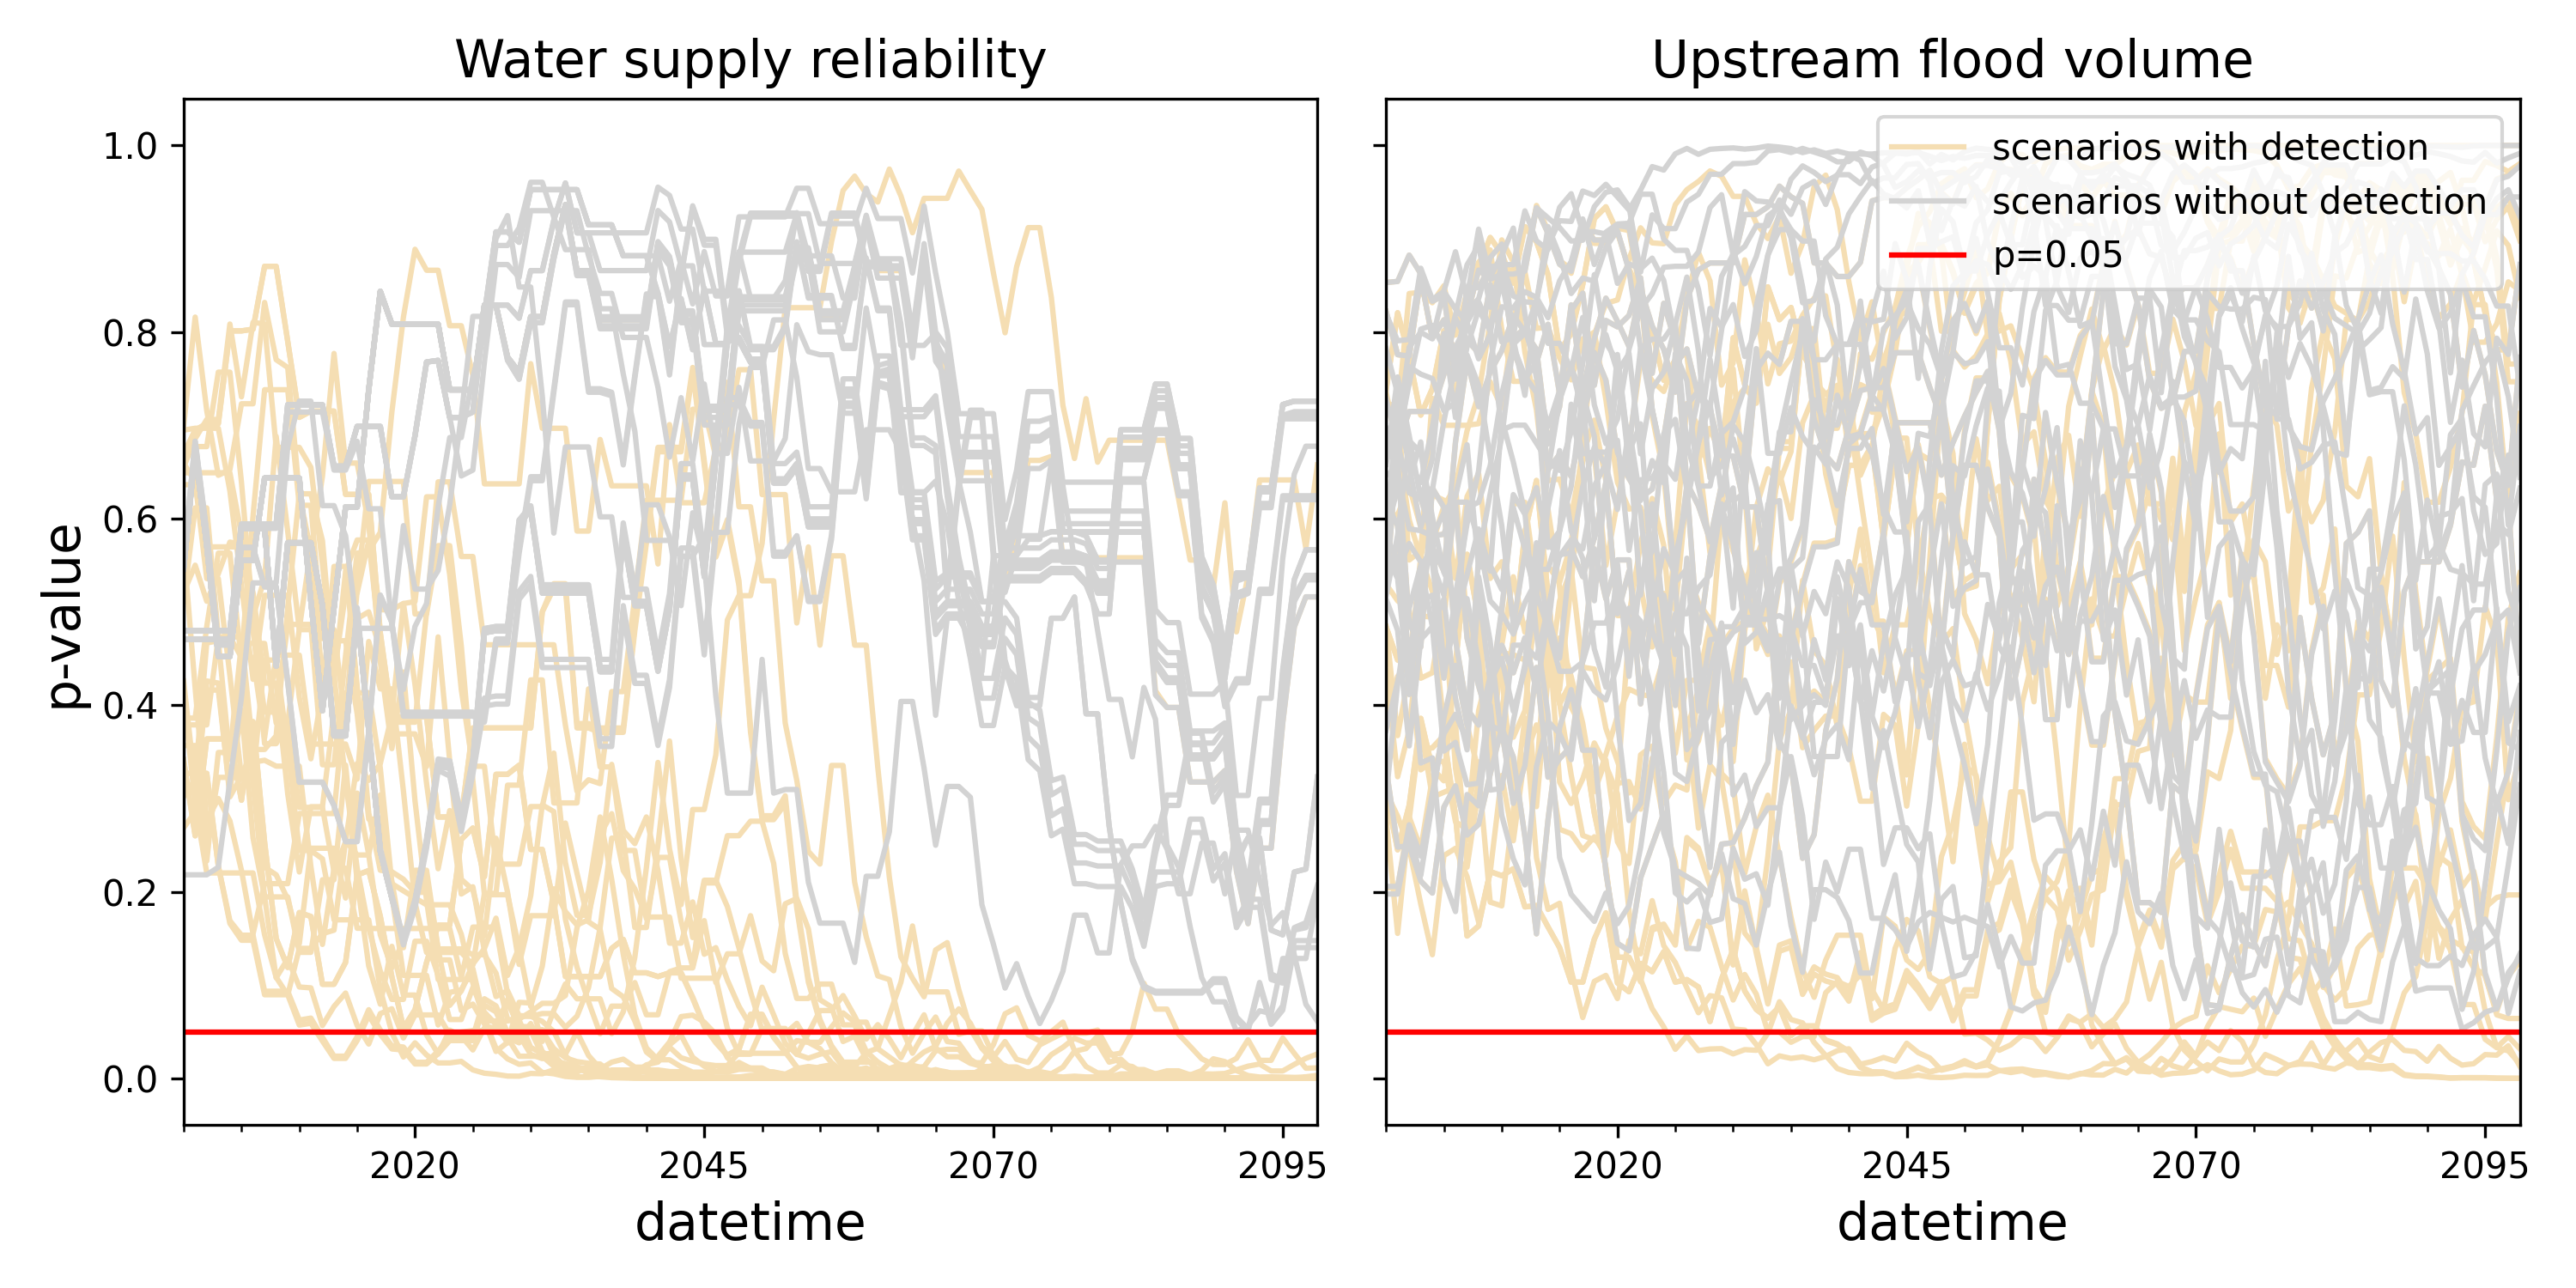 Water supply reliability
Upstream flood volume
scenarios with detection
scenarios without detection
p=0.05
p-value
1.0
0.8
0.6
0.4
0.2
0.0
2020 2045 2070 2095
2020 2045 2070 2095
datetime
datetime